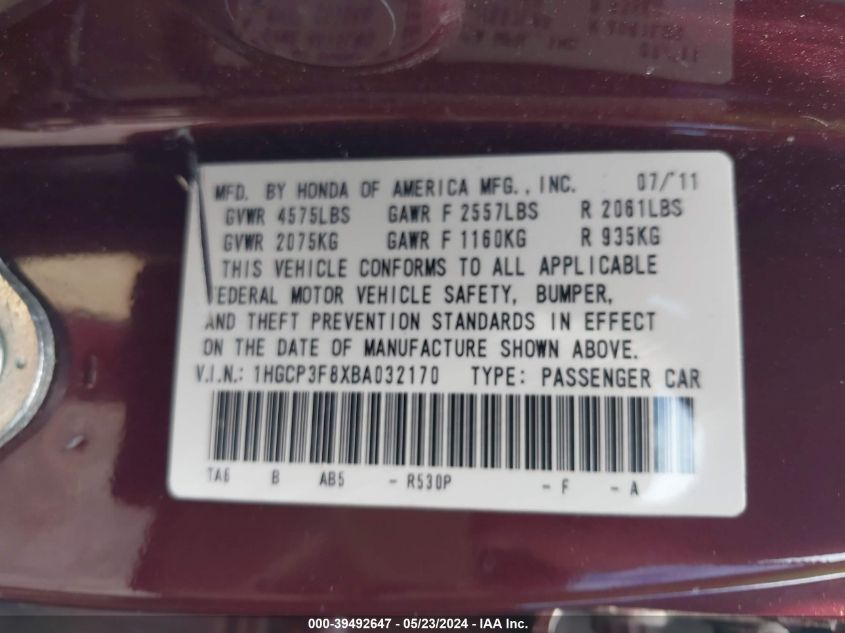 MFD. BY HONDA OF AMERICA MFG., INC. 07/'11
GVWR 4575LBS GAWR F 2557LBS R 2061LBS
GVWR 2075KG GAWR F 1160KG R 935KG
THIS VEHICLE CONFORMS TO ALL APPLICABLE
FEDERAL MOTOR VEHICLE SAFETY, BUMPER,
AND THEFT PREVENTION STANDARDS IN EFFECT
ON THE DATE OF MANUFACTURE SHOWN ABOVE.
V.I.N.: 1HGCP3F8XBA032170 TYPE: PASSENGER CAR
TA6 B AB5 - R530P - F - A
000-39492647 / 05/23/2024 - IAA Inc.